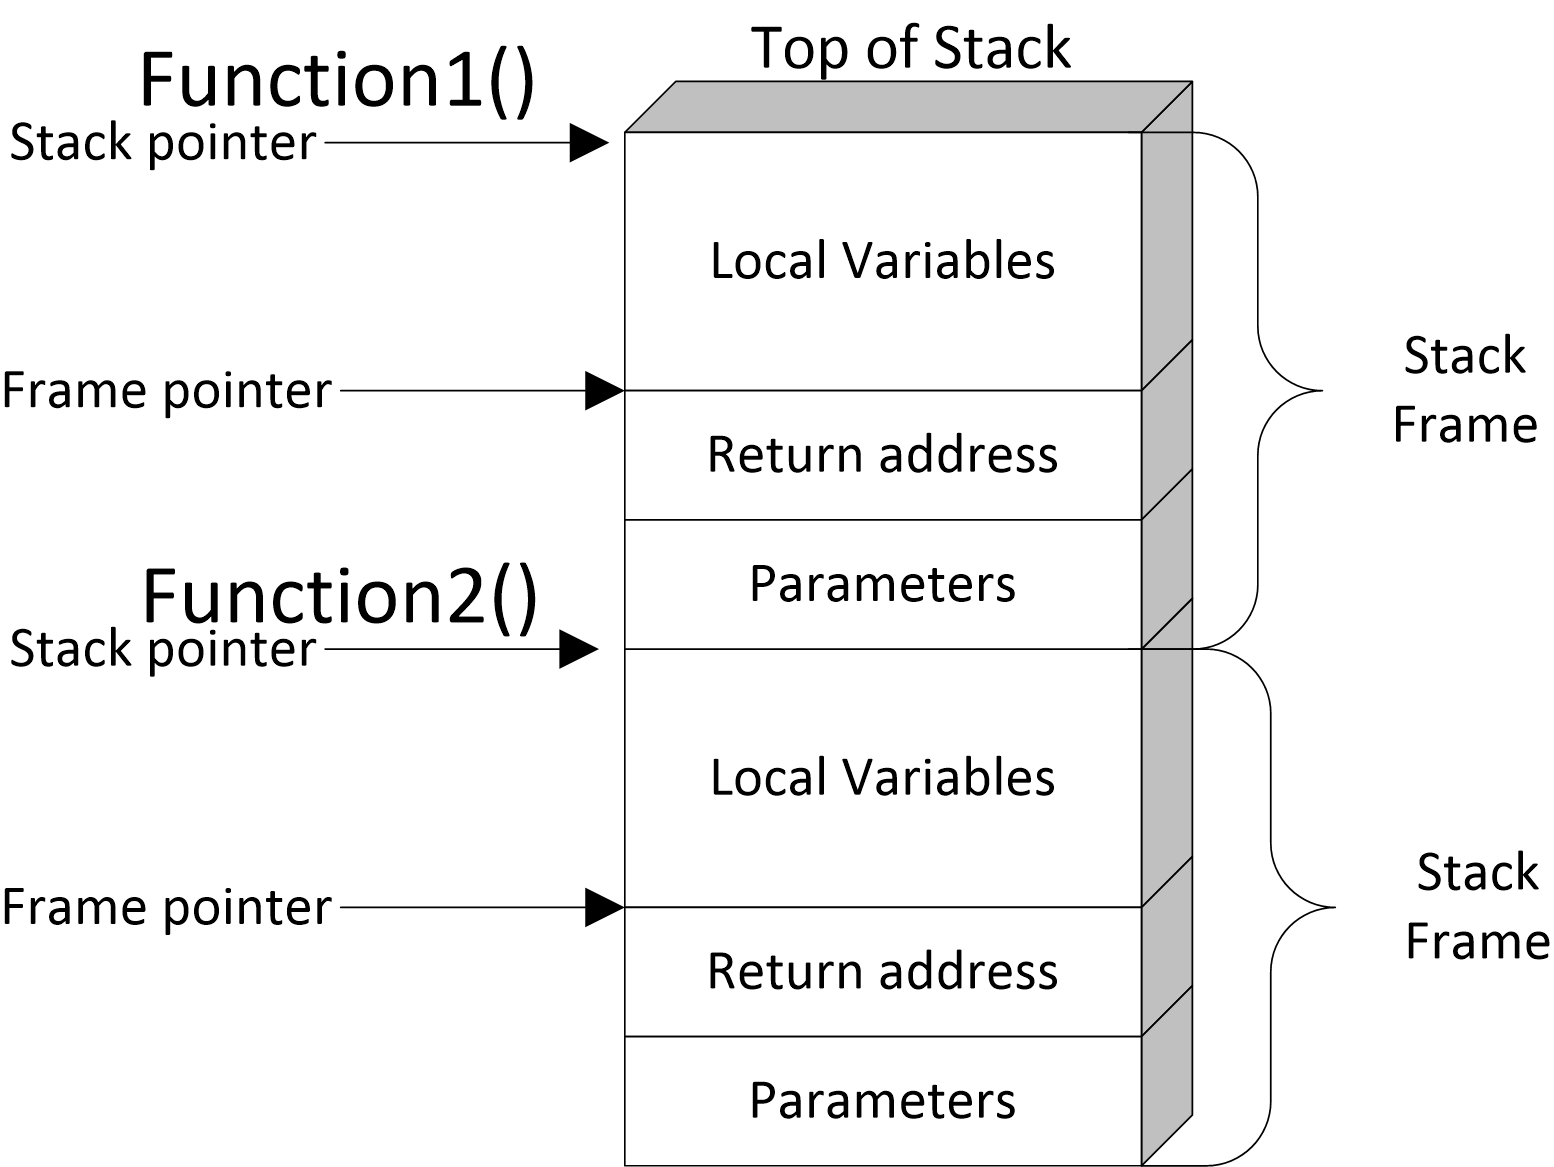 Top of Stack
Function1()
Stack pointer
Local Variables
Stack
Frame
Frame pointer
Return address
Parameters
Function2()
Stack pointer
Local Variables
Stack
Frame
Frame pointer
Return address
Parameters